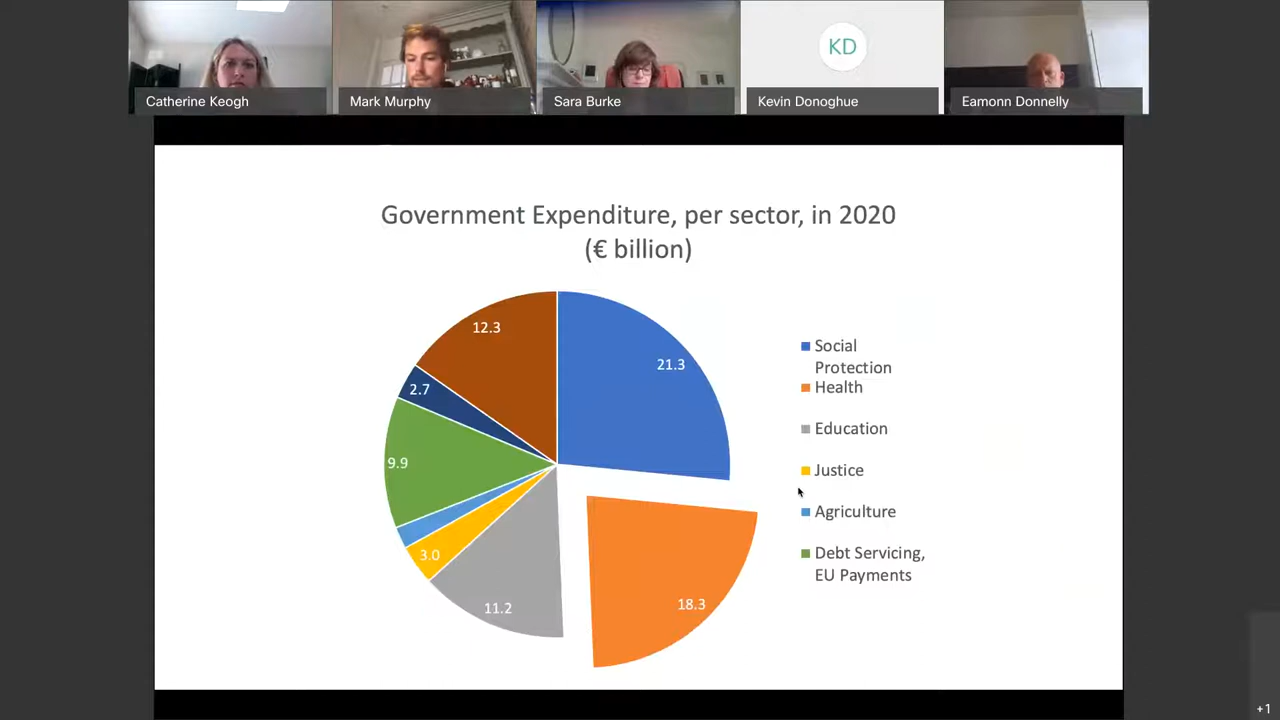 KD
Catherine Keogh
Mark Murphy
Sara Burke
Kevin Donoghue
Eamonn Donnelly
Government Expenditure, per sector, in 2020
(€ billion)
12.3
21.3
2.7
9.9
3.0
11.2
18.3
Social
Protection
Health
Education
Justice
Agriculture
Debt Servicing,
EU Payments
+1